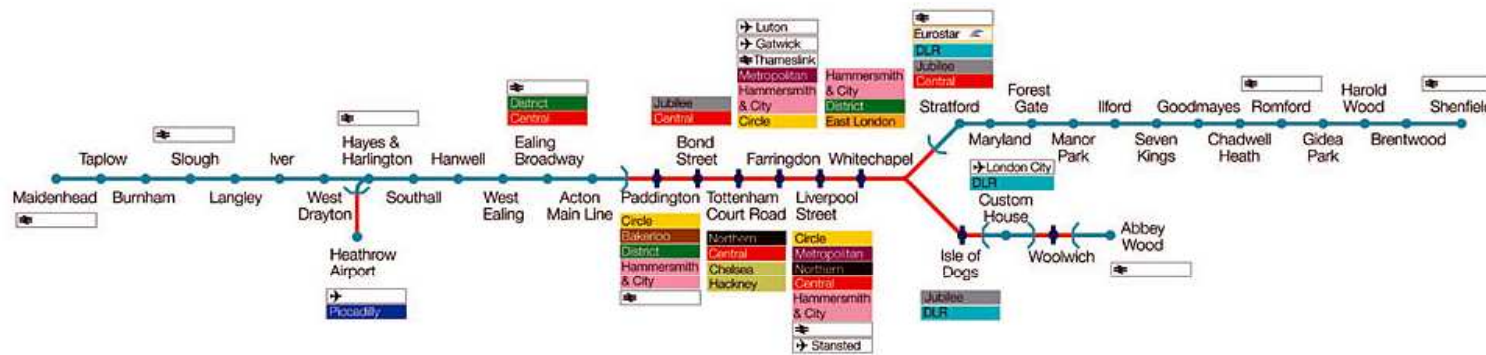 Luton
Gatwick
Thameslink
Metropolitan
Hammersmith
& City
Circle
Hammersmith
& City
District
East London
Eurostar
DLR
Jubilee
Central
District
Central
Jubilee
Central
Taplow
Slough
Iver
Hayes &
Harlington
Hanwell
Ealing
Broadway
Bond
Street
Farringdon
Whitechapel
Stratford
Forest
Gate
Ilford
Goodmayes
Romford
Harold
Wood
Shenfield
Maryland
Manor
Park
Seven
Kings
Chadwell
Heath
Gidea
Park
Brentwood
Maidenhead
Burnham
Langley
West
Drayton
Southall
West
Ealing
Acton
Main Line
Paddington
Tottenham
Court Road
Liverpool
Street
London City
DLR
Custom
House
Heathrow
Airport
Piccadilly
Circle
Bakerloo
District
Hammersmith
& City
Northern
Central
Chelsea
Hackney
Circle
Metropolitan
Northern
Central
Hammersmith
& City
Stansted
Isle of
Dogs
Jubilee
DLR
Woolwich
Abbey
Wood